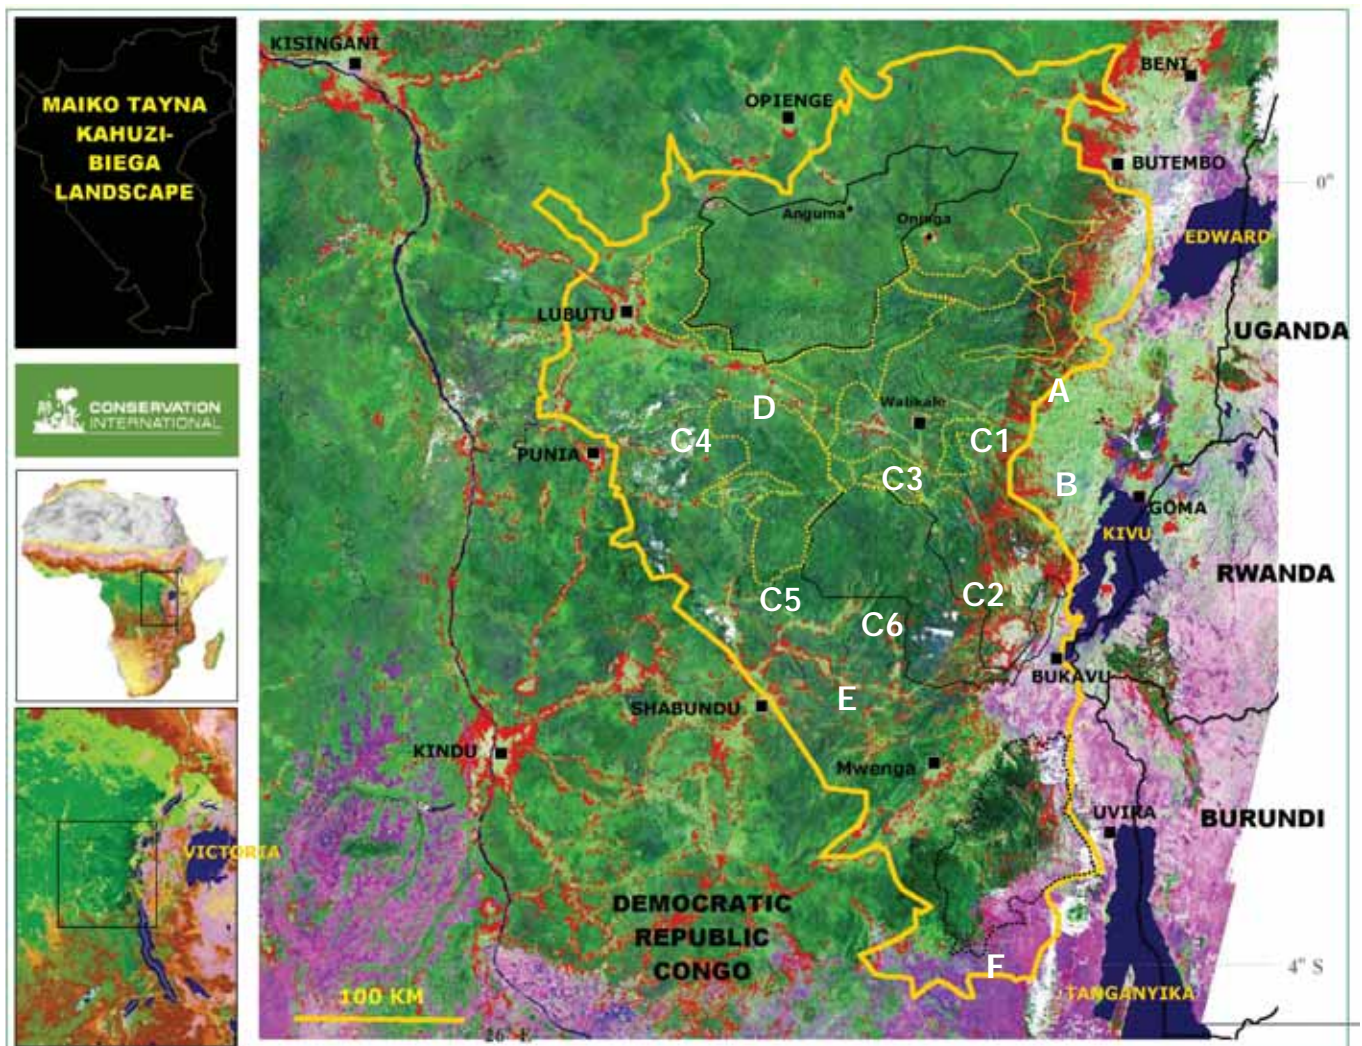 MAIKO TAYNA
KAHUZI-
BIEGA
LANDSCAPE
CONSERVATION
INTERNATIONAL
VICTORIA
KISINGANI
BENI
OPIENGE
BUTEMBO
0°
Anguma
Oninga
EDWARD
LUBUTU
UGANDA
A
D
Walikale
C4
C1
PUNIA
C3
B
GOMA
KIVU
RWANDA
C5
C2
C6
BUKAVU
E
SHABUNDU
KINDU
Mwenga
UVIRA
BURUNDI
DEMOCRATIC
REPUBLIC
CONGO
F
4° S
100 KM
TANGANYIKA
26° E